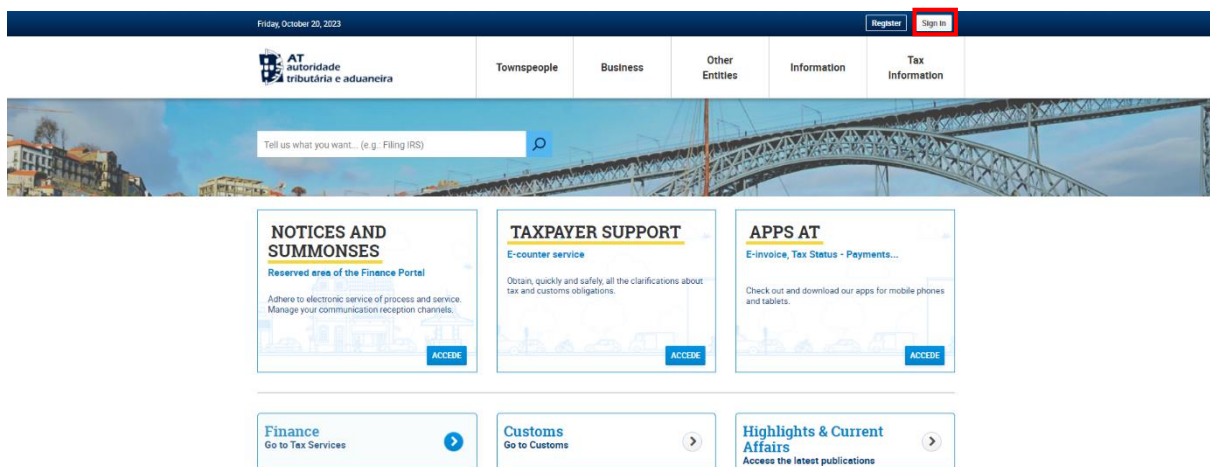 Friday, October 20, 2023
Register
Sign In
AT
autoridade
tributária e aduaneira
Townspeople
Business
Other
Entities
Information
Tax
Information
Tell us what you want... (e.g.: Filing IRS)
NOTICES AND
SUMMONSES
Reserved area of the Finance Portal
Adhere to electronic service of process and service.
Manage your communication reception channels.
ACCEDE
TAXPAYER SUPPORT
E-counter service
Obtain, quickly and safely, all the clarifications about
tax and customs obligations.
ACCEDE
APPS AT
E-invoice, Tax Status - Payments...
Check out and download our apps for mobile phones
and tablets.
ACCEDE
Finance
Go to Tax Services
Customs
Go to Customs
Highlights & Current
Affairs
Access the latest publications